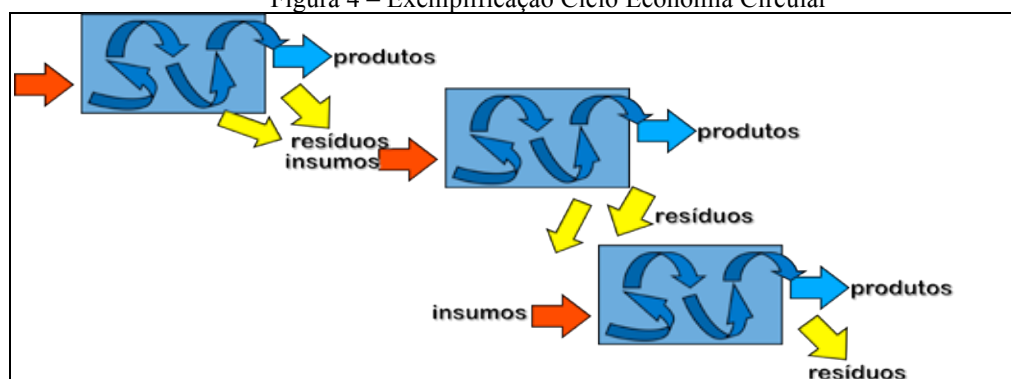 Figura 4 – Exemplificação Ciclo Economia Circular
produtos
resíduos
insumos
produtos
resíduos
insumos
produtos
resíduos